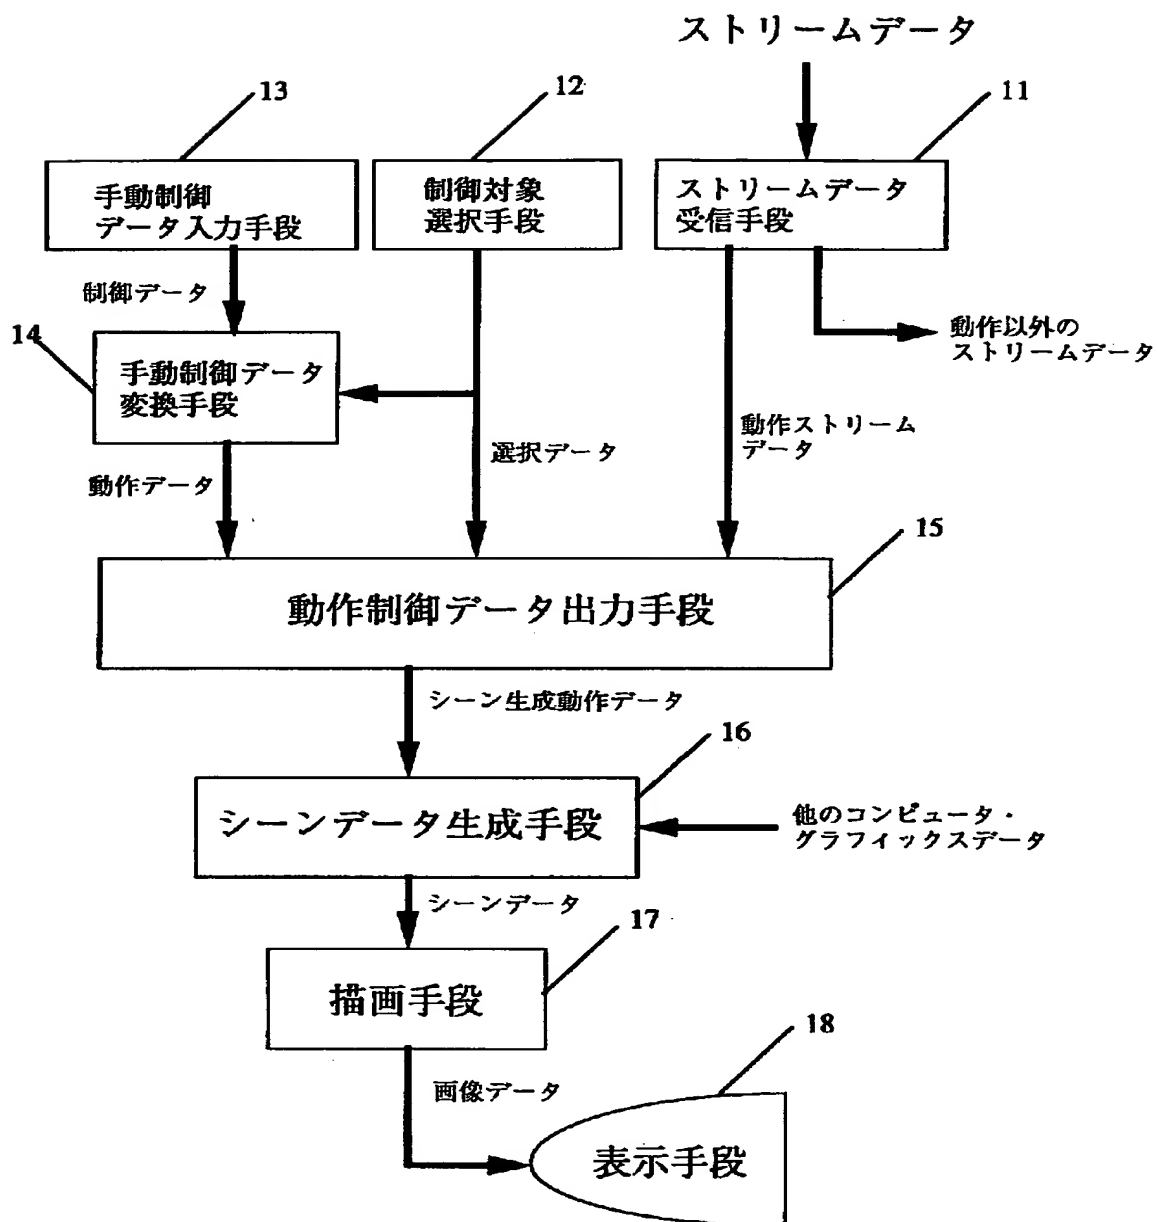 ストリームデータ
13
12
11
手動制御
データ入力手段
制御対象
選択手段
ストリームデータ
受信手段
制御データ
動作以外の
ストリームデータ
14
手動制御データ
変換手段
動作ストリーム
データ
選択データ
動作データ
15
動作制御データ出力手段
シーン生成動作データ
16
シーンデータ生成手段
他のコンピュータ・
グラフィックスデータ
シーンデータ
17
描画手段
18
画像データ
表示手段